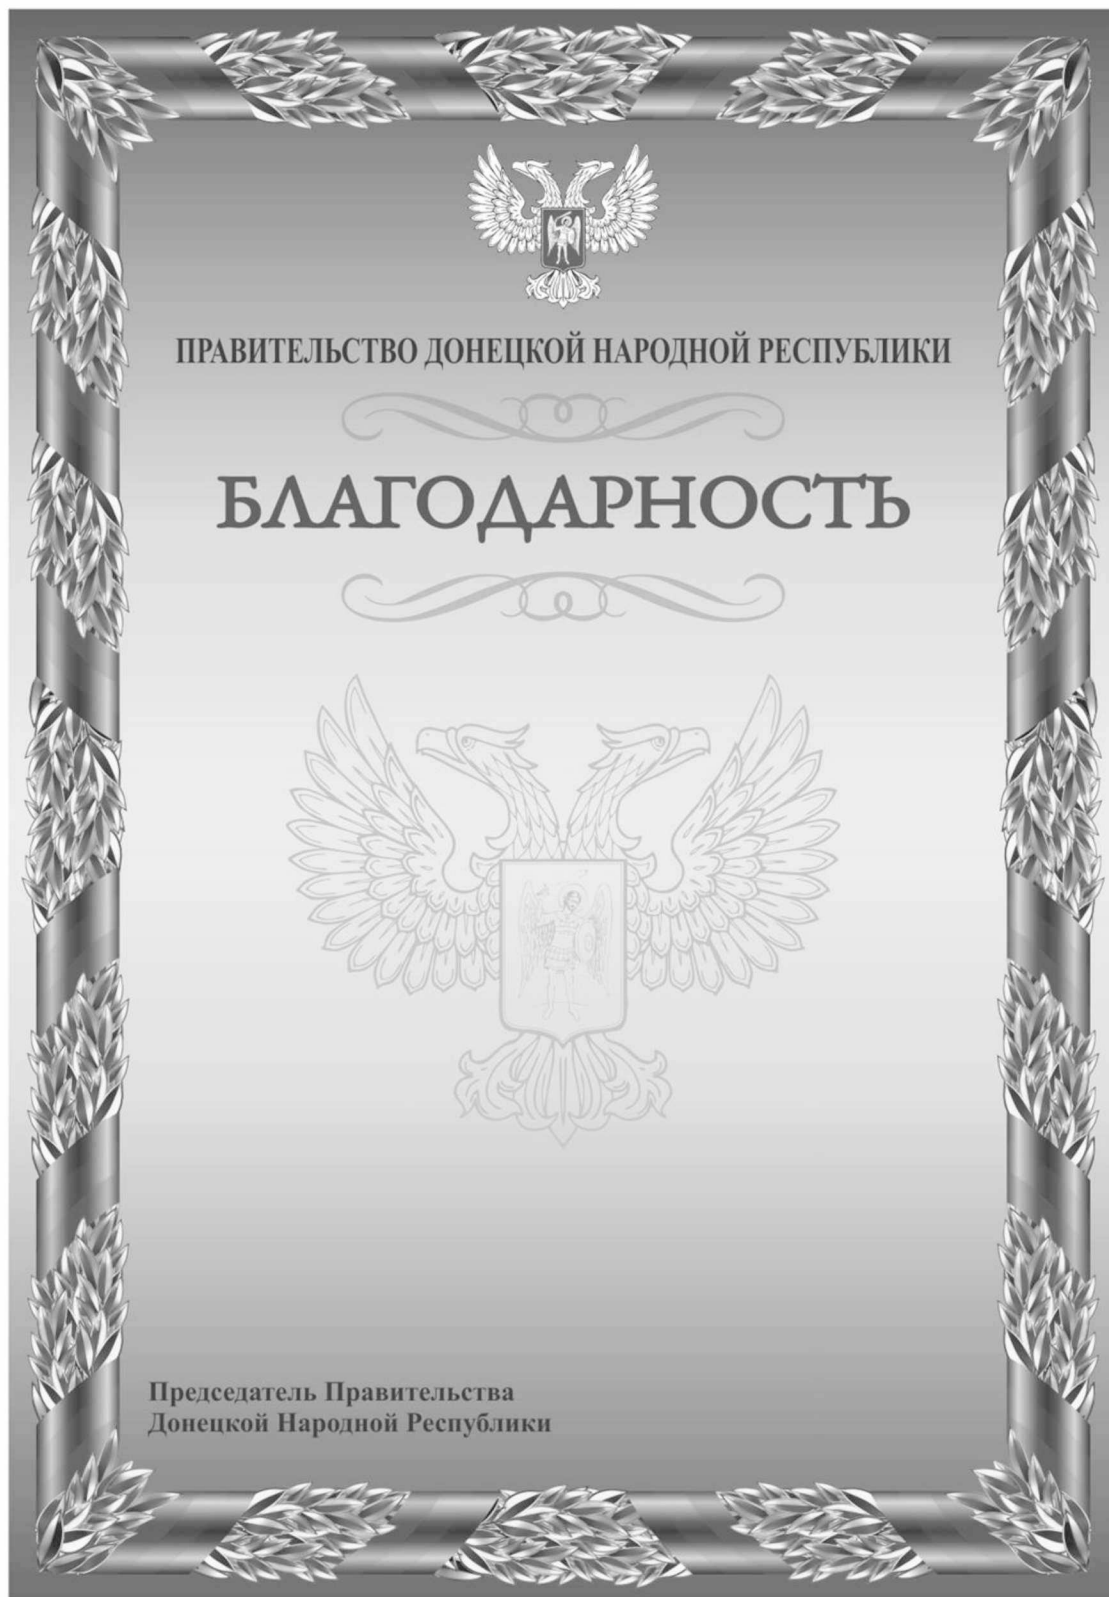 ПРАВИТЕЛЬСТВО ДОНЕЦКОЙ НАРОДНОЙ РЕСПУБЛИКИ
БЛАГОДАРНОСТЬ
Председатель Правительства
Донецкой Народной Республики